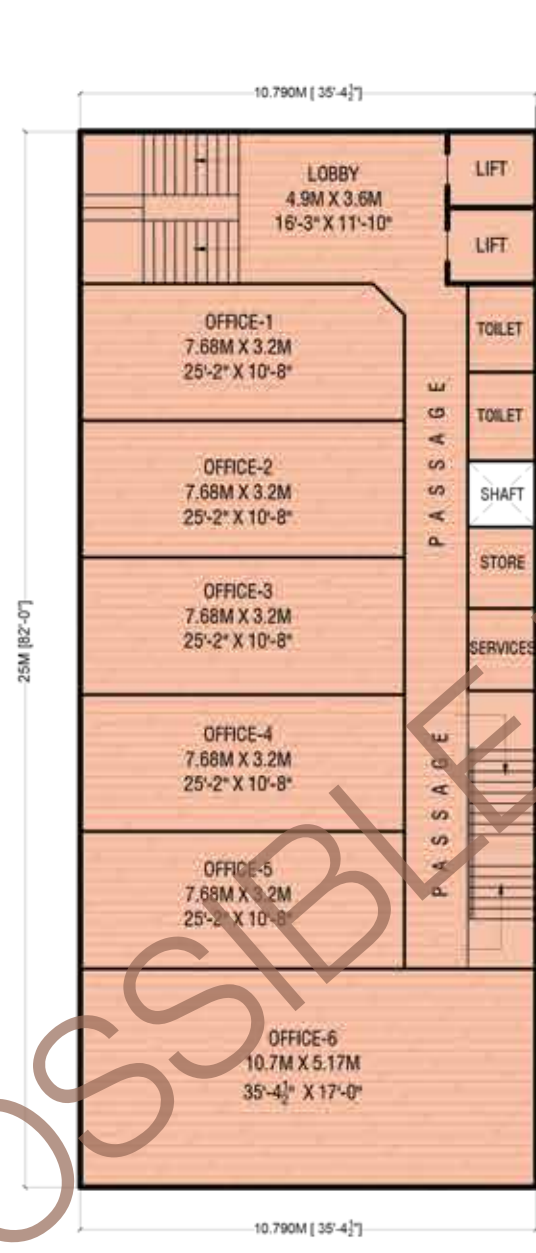 10.790M [ 35'-4½"]
LOBBY
4.9M X 3.6M
16'-3" X 11'-10"
LIFT
LIFT
OFFICE-1
7.68M X 3.2M
25'-2" X 10'-8"
TOILET
TOILET
PASSAGE
OFFICE-2
7.68M X 3.2M
25'-2" X 10'-8"
SHAFT
STORE
OFFICE-3
7.68M X 3.2M
25'-2" X 10'-8"
SERVICES
25M [82'-0"]
OFFICE-4
7.68M X 3.2M
25'-2" X 10'-8"
PASSAGE
OFFICE-5
7.68M X 3.2M
25'-2" X 10'-8"
OFFICE-6
10.7M X 5.17M
35'-4½" X 17'-0"
10.790M [ 35'-4½"]
OSSIBLE